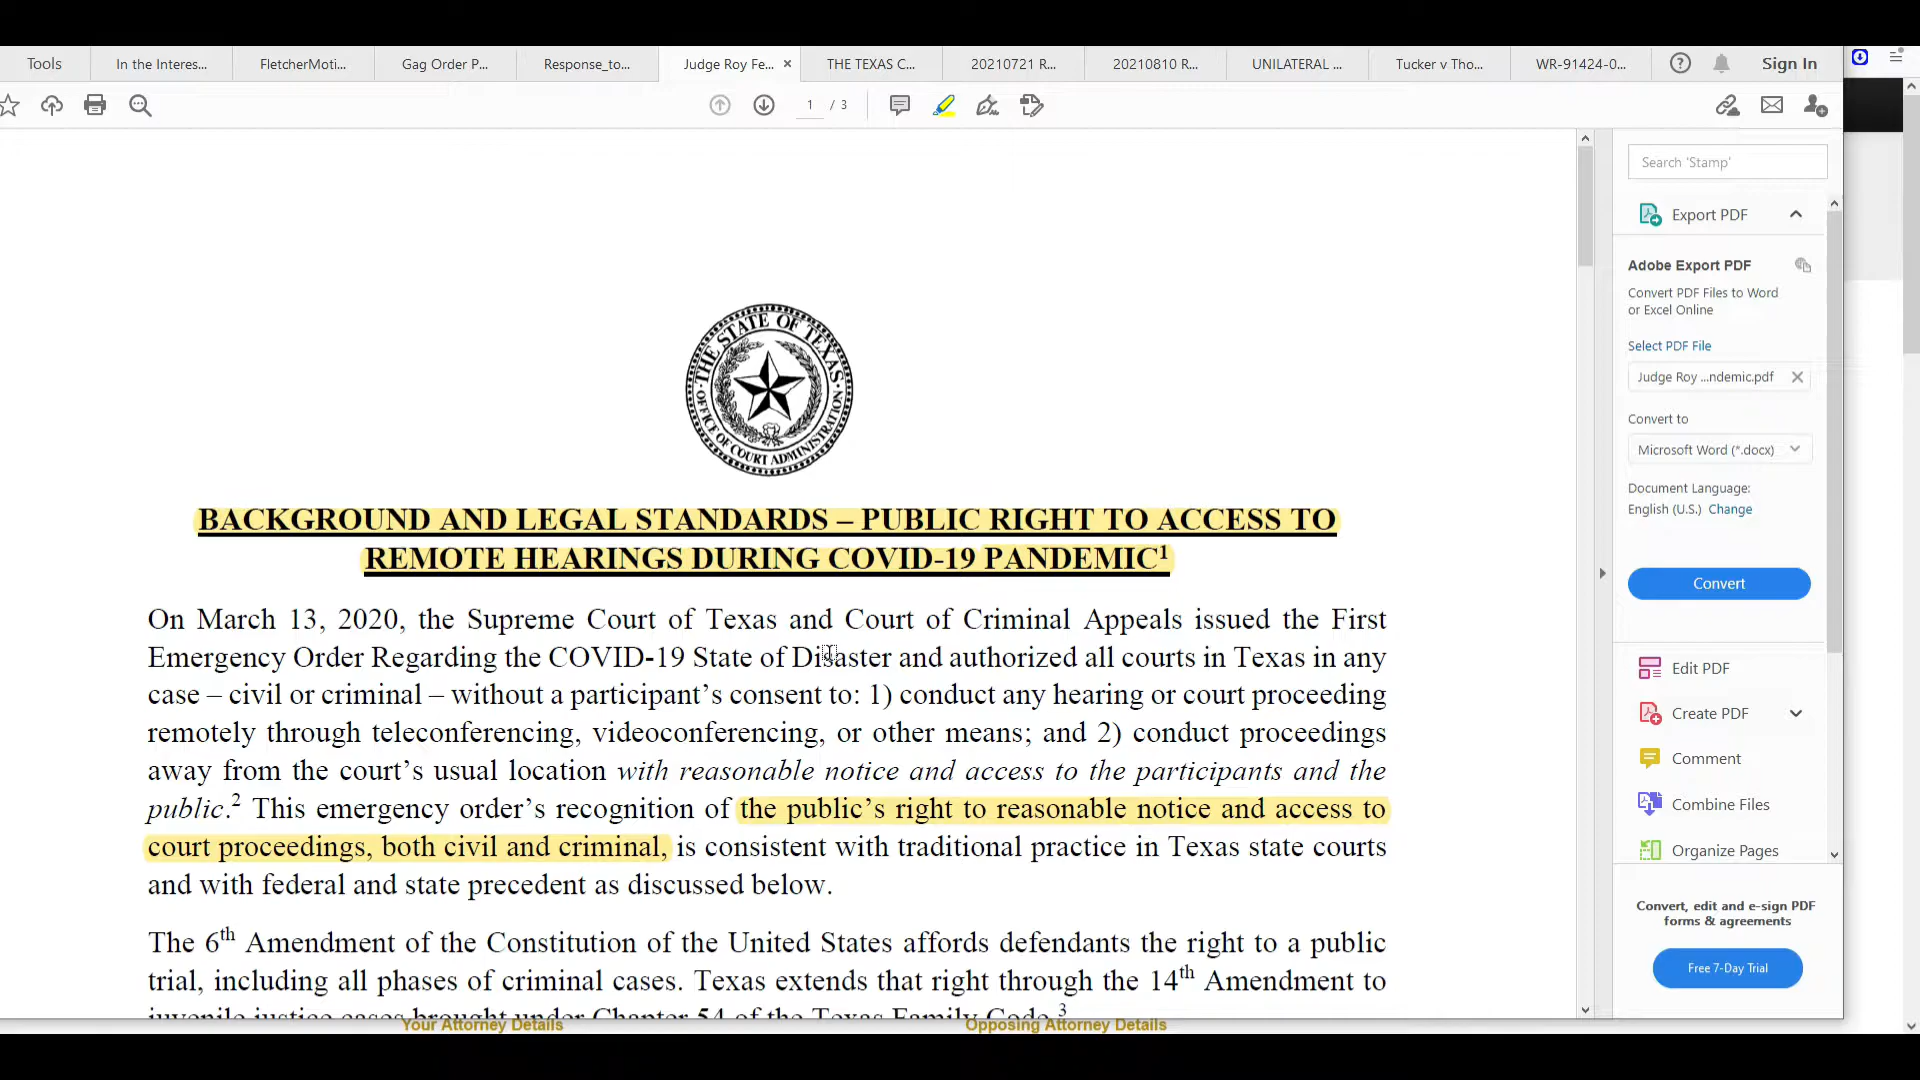 Tools
In the Interes...
FletcherMoti...
Gag Order P...
Response_to...
Judge Roy Fe... ×
THE TEXAS C...
20210721 R...
20210810 R...
UNILATERAL ...
Tucker v Tho...
WR-91424-0...
Sign In
1 / 3
Search 'Stamp'
Export PDF
Adobe Export PDF
Convert PDF Files to Word
or Excel Online
Select PDF File
Judge Roy ...ndemic.pdf
Convert to
Microsoft Word (*.docx)
Document Language:
English (U.S.) Change
Convert
Edit PDF
Create PDF
Comment
Combine Files
Organize Pages
Convert, edit and e-sign PDF
forms & agreements
Free 7-Day Trial
THE STATE OF TEXAS
OFFICE OF COURT ADMINISTRATION
BACKGROUND AND LEGAL STANDARDS – PUBLIC RIGHT TO ACCESS TO
REMOTE HEARINGS DURING COVID-19 PANDEMIC1
On March 13, 2020, the Supreme Court of Texas and Court of Criminal Appeals issued the First
Emergency Order Regarding the COVID-19 State of Disaster and authorized all courts in Texas in any
case – civil or criminal – without a participant’s consent to: 1) conduct any hearing or court proceeding
remotely through teleconferencing, videoconferencing, or other means; and 2) conduct proceedings
away from the court’s usual location with reasonable notice and access to the participants and the
public.2 This emergency order’s recognition of the public’s right to reasonable notice and access to
court proceedings, both civil and criminal, is consistent with traditional practice in Texas state courts
and with federal and state precedent as discussed below.
The 6th Amendment of the Constitution of the United States affords defendants the right to a public
trial, including all phases of criminal cases. Texas extends that right through the 14th Amendment to
juvenile justice cases brought under Chapter 54 of the Texas Family Code.3
Your Attorney Details
Opposing Attorney Details